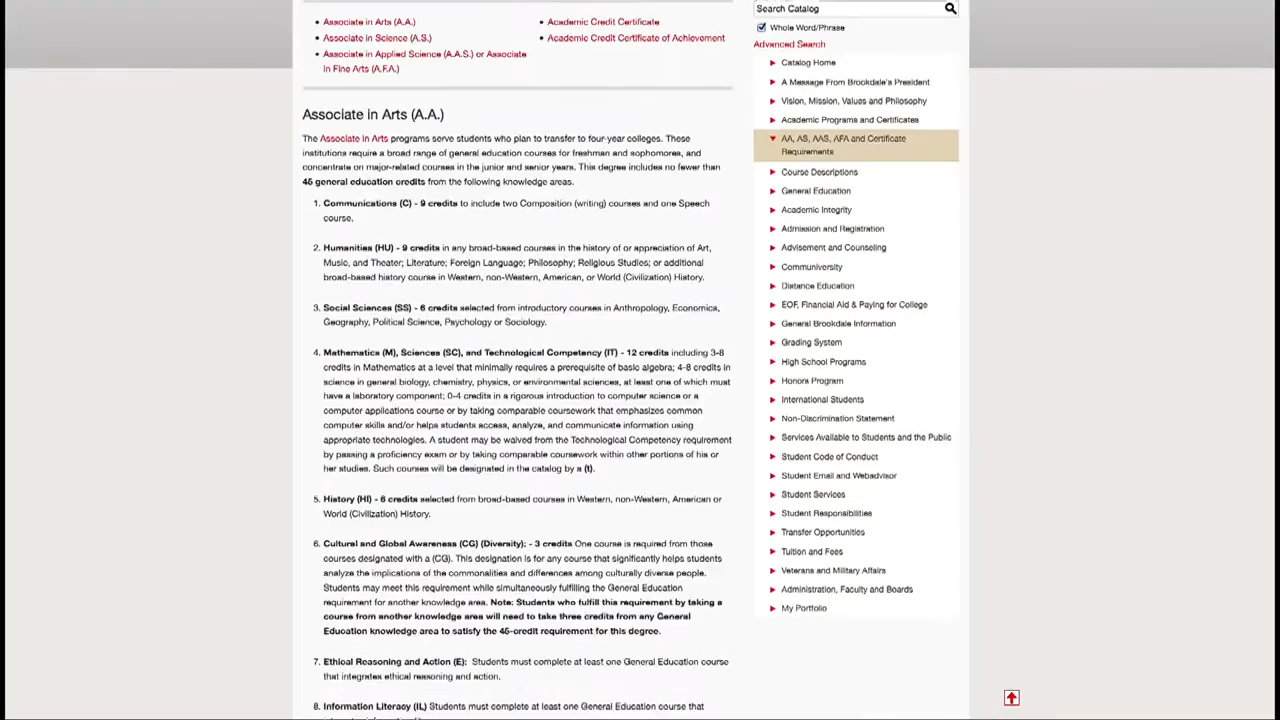 Associate in Arts (A.A.)
Associate in Science (A.S.)
Associate in Applied Science (A.A.S.) or Associate
in Fine Arts (A.F.A.)
Academic Credit Certificate
Academic Credit Certificate of Achievement
Associate in Arts (A.A.)
The Associate in Arts programs serve students who plan to transfer to four-year colleges. These
institutions require a broad range of general education courses for freshman and sophomores, and
concentrate on major-related courses in the junior and senior years. This degree includes no fewer than
45 general education credits from the following knowledge areas.
1. Communications (C) - 9 credits to include two Composition (writing) courses and one Speech
course.
2. Humanities (HU) - 9 credits in any broad-based courses in the history of or appreciation of Art,
Music, and Theater; Literature; Foreign Language; Philosophy; Religious Studies; or additional
broad-based history course in Western, non-Western, American, or World (Civilization) History.
3. Social Sciences (SS) - 6 credits selected from introductory courses in Anthropology, Economics,
Geography, Political Science, Psychology or Sociology.
4. Mathematics (M), Sciences (SC), and Technological Competency (IT) - 12 credits including 3-8
credits in Mathematics at a level that minimally requires a prerequisite of basic algebra; 4-8 credits in
science in general biology, chemistry, physics, or environmental sciences, at least one of which must
have a laboratory component; 0-4 credits in a rigorous introduction to computer science or a
computer applications course or by taking comparable coursework that emphasizes common
computer skills and/or helps students access, analyze, and communicate information using
appropriate technologies. A student may be waived from the Technological Competency requirement
by passing a proficiency exam or by taking comparable coursework within other portions of his or
her studies. Such courses will be designated in the catalog by a (t).
5. History (HI) - 6 credits selected from broad-based courses in Western, non-Western, American or
World (Civilization) History.
6. Cultural and Global Awareness (CG) (Diversity): - 3 credits One course is required from those
courses designated with a (CG). This designation is for any course that significantly helps students
analyze the implications of the commonalities and differences among culturally diverse people.
Students may meet this requirement while simultaneously fulfilling the General Education
requirement for another knowledge area. Note: Students who fulfill this requirement by taking a
course from another knowledge area will need to take three credits from any General
Education knowledge area to satisfy the 45-credit requirement for this degree.
7. Ethical Reasoning and Action (E): Students must complete at least one General Education course
that integrates ethical reasoning and action.
8. Information Literacy (IL) Students must complete at least one General Education course that
Search Catalog
Whole Word/Phrase
Advanced Search
Catalog Home
A Message From Brookdale's President
Vision, Mission, Values and Philosophy
Academic Programs and Certificates
AA, AS, AAS, AFA and Certificate
Requirements
Course Descriptions
General Education
Academic Integrity
Admission and Registration
Advisement and Counseling
Communiversity
Distance Education
EOF, Financial Aid & Paying for College
General Brookdale Information
Grading System
High School Programs
Honors Program
International Students
Non-Discrimination Statement
Services Available to Students and the Public
Student Code of Conduct
Student Email and Webadvisor
Student Services
Student Responsibilities
Transfer Opportunities
Tuition and Fees
Veterans and Military Affairs
Administration, Faculty and Boards
My Portfolio